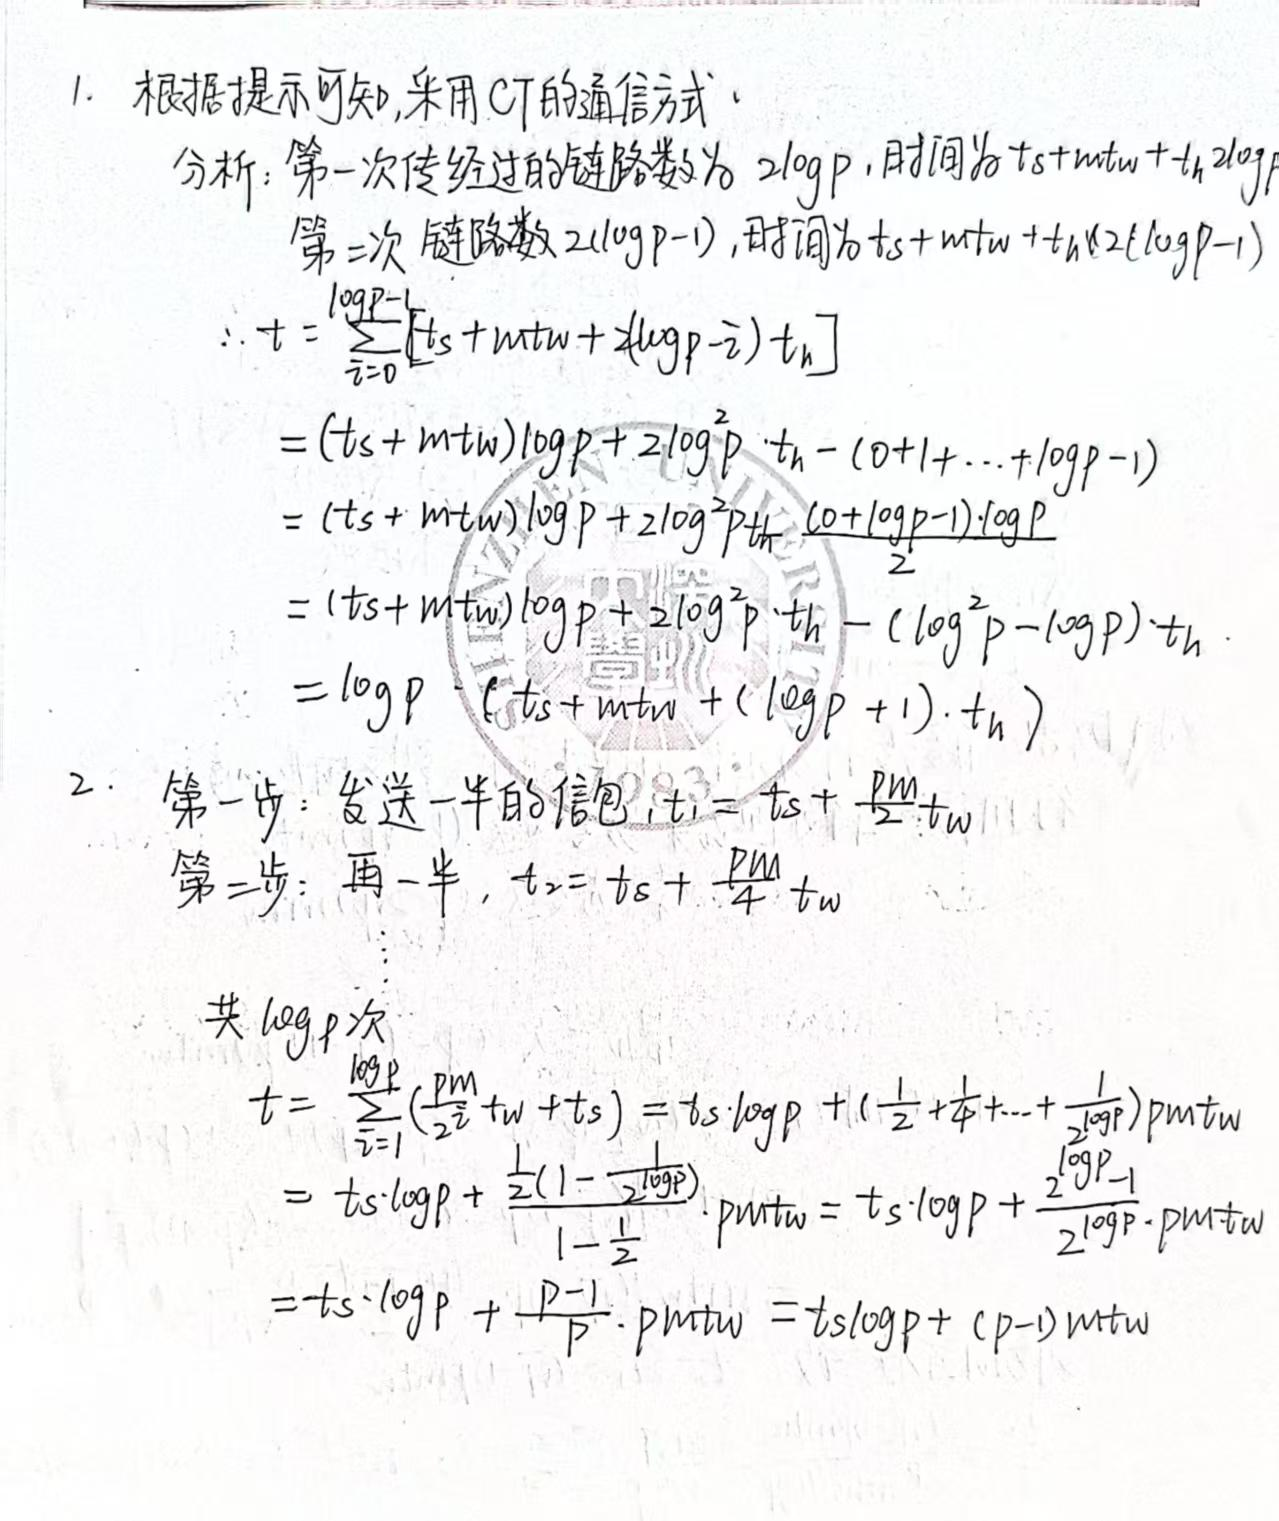 1. 根据提示可知,采用CT的通信方式.
分析:第一次传经过的链路数为 2logp,时间为 ts+mtw+th2logp
第二次 链路数2(logp-1),时间为ts+mtw+th×2(logp-1)
∴ t = Σ_{i=0}^{logp-1}[ts+mtw+2(logp-i)th]
=(ts+mtw)logp+2log²p·th-(0+1+...+logp-1)
=(ts+mtw)logp+2log²pth-(0+logp-1)·logp/2
=(ts+mtw)logp+2log²p·th-(log²p-logp)·th.
=logp·(ts+mtw+(logp+1)·th)
2. 第一步:发送一半的信包,t1=ts+pm/2 tw
第二步:再一半,t2=ts+pm/4 tw
⋮
共logp次
t=Σ_{i=1}^{logp}(pm/2^i tw+ts)=ts·logp+(1/2+1/4+...+1/2^{logp})pmtw
=ts·logp+(1/2(1-1/2^{logp}))/(1-1/2)·pmtw=ts·logp+(2^{logp}-1)/2^{logp}·pmtw
=ts·logp+(p-1)/p·pmtw=tslogp+(p-1)mtw
SHENZHEN UNIVERSITY
1983